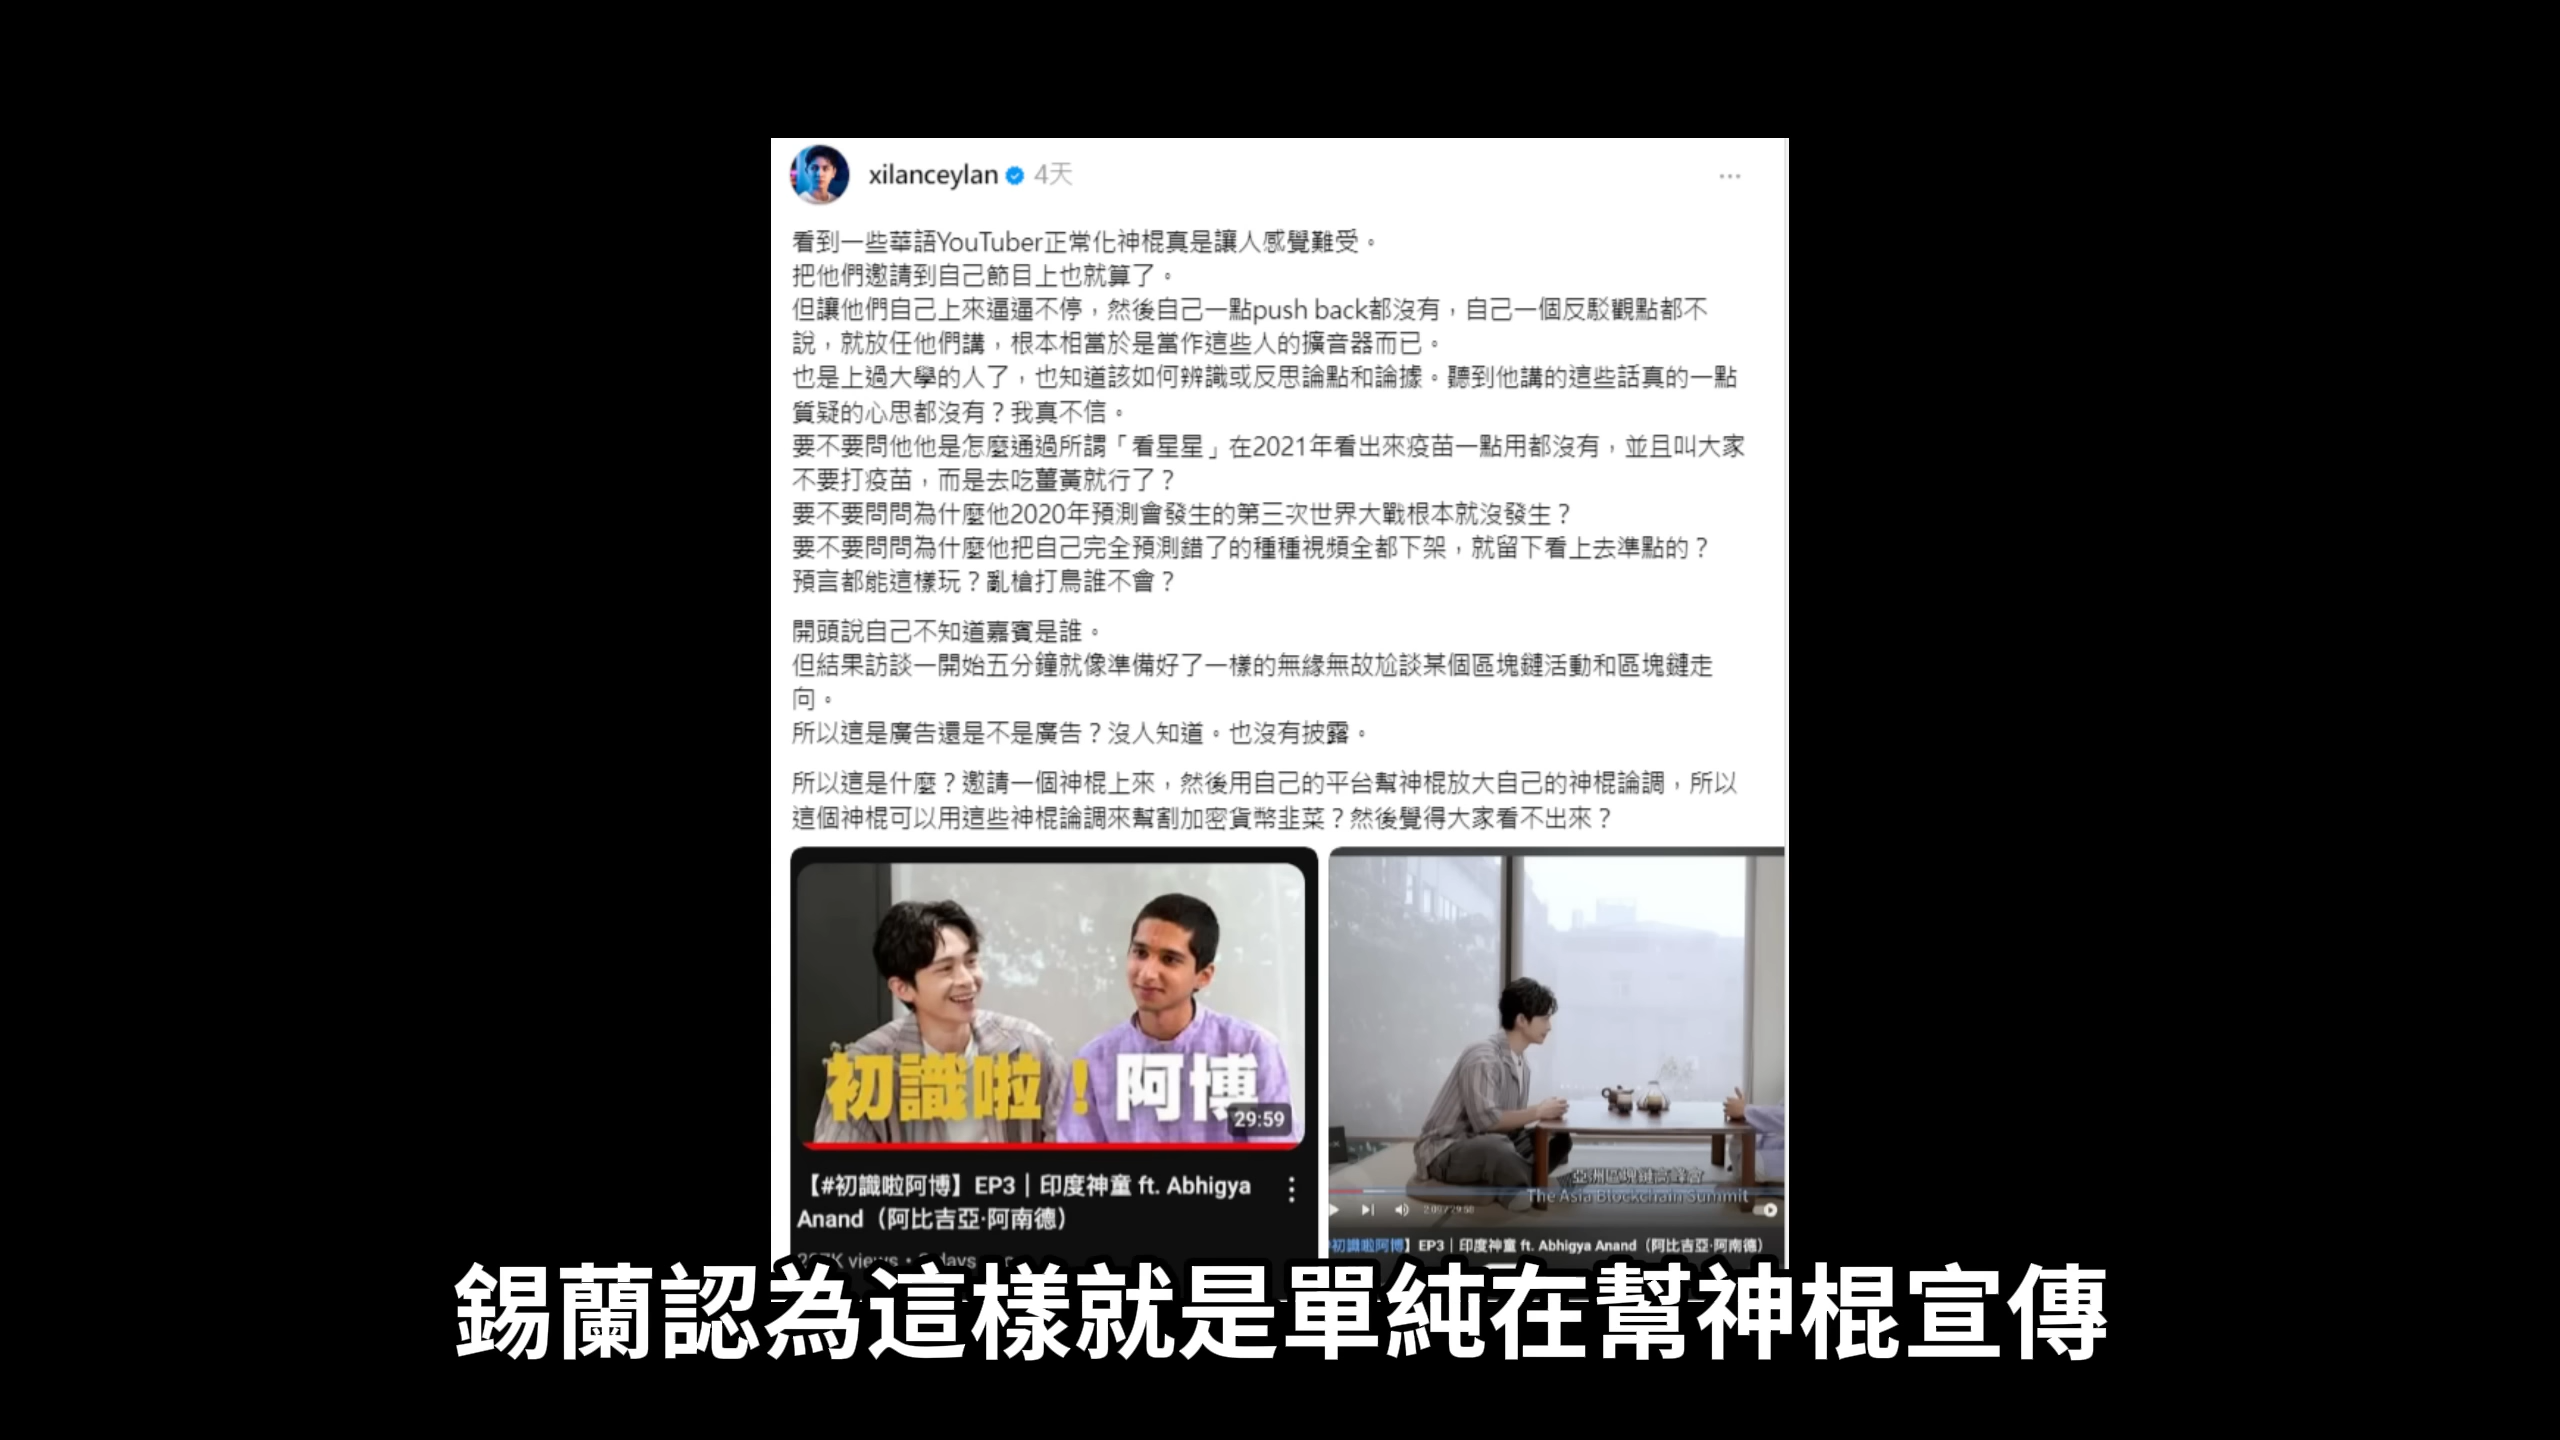 xilanceylan 4天
看到一些華語YouTuber正常化神棍真是讓人感覺難受。
把他們邀請到自己節目上也就算了。
但讓他們自己上來逼逼不停，然後自己一點push back都沒有，自己一個反駁觀點都不
說，就放任他們講，根本相當於是當作這些人的擴音器而已。
也是上過大學的人了，也知道該如何辨識或反思論點和論據。聽到他講的這些話真的一點
質疑的心思都沒有？我真不信。
要不要問他他是怎麼通過所謂「看星星」在2021年看出來疫苗一點用都沒有，並且叫大家
不要打疫苗，而是去吃薑黃就行了？
要不要問問為什麼他2020年預測會發生的第三次世界大戰根本就沒發生？
要不要問問為什麼他把自己完全預測錯了的種種視頻全都下架，就留下看上去準點的？
預言都能這樣玩？亂槍打鳥誰不會？
開頭說自己不知道嘉賓是誰。
但結果訪談一開始五分鐘就像準備好了一樣的無緣無故尬談某個區塊鏈活動和區塊鏈走
向。
所以這是廣告還是不是廣告？沒人知道。也沒有披露。
所以這是什麼？邀請一個神棍上來，然後用自己的平台幫神棍放大自己的神棍論調，所以
這個神棍可以用這些神棍論調來幫割加密貨幣韭菜？然後覺得大家看不出來？
初識啦！阿博
29:59
【#初識啦阿博】EP3｜印度神童 ft. Abhigya
Anand（阿比吉亞·阿南德）
亞洲區塊鏈高峰會
The Asia Blockchain Summit
初識啦阿博】EP3｜印度神童 ft. Abhigya Anand（阿比吉亞·阿南德）
錫蘭認為這樣就是單純在幫神棍宣傳